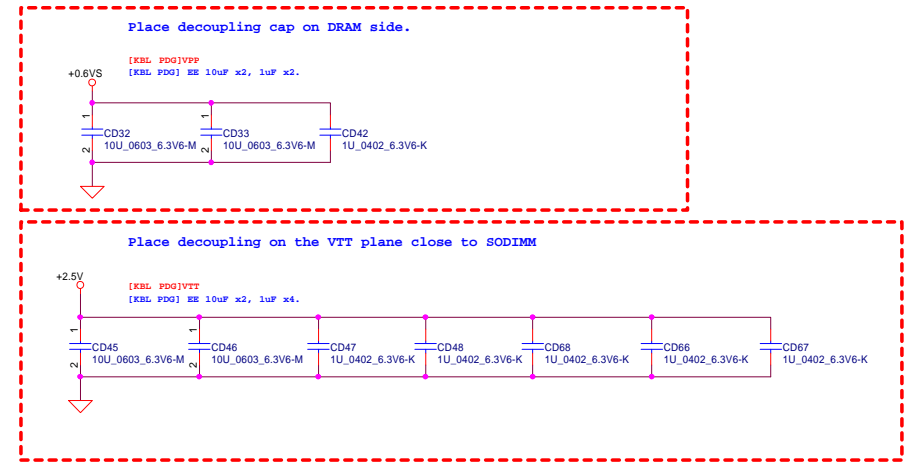 Place decoupling cap on DRAM side.
[KBL PDG]VPP
[KBL PDG] EE 10uF x2, 1uF x2.
+0.6VS
1 1
CD32 CD33 CD42
10U_0603_6.3V6-M 10U_0603_6.3V6-M 1U_0402_6.3V6-K
2 2
Place decoupling on the VTT plane close to SODIMM
+2.5V
[KBL PDG]VTT
[KBL PDG] EE 10uF x2, 1uF x4.
1 1
CD45 CD46 CD47 CD48 CD68 CD66 CD67
10U_0603_6.3V6-M 10U_0603_6.3V6-M 1U_0402_6.3V6-K 1U_0402_6.3V6-K 1U_0402_6.3V6-K 1U_0402_6.3V6-K 1U_0402_6.3V6-K
2 2